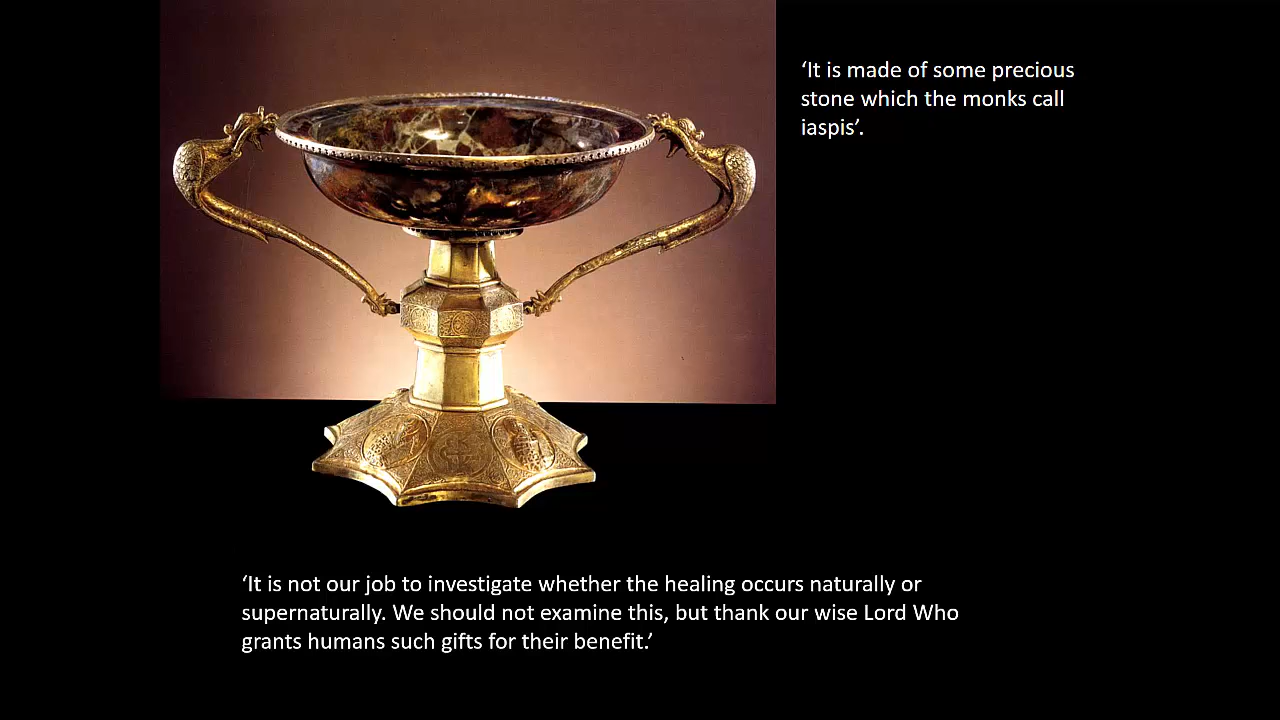 ‘It is made of some precious
stone which the monks call
iaspis’.
‘It is not our job to investigate whether the healing occurs naturally or
supernaturally. We should not examine this, but thank our wise Lord Who
grants humans such gifts for their benefit.’